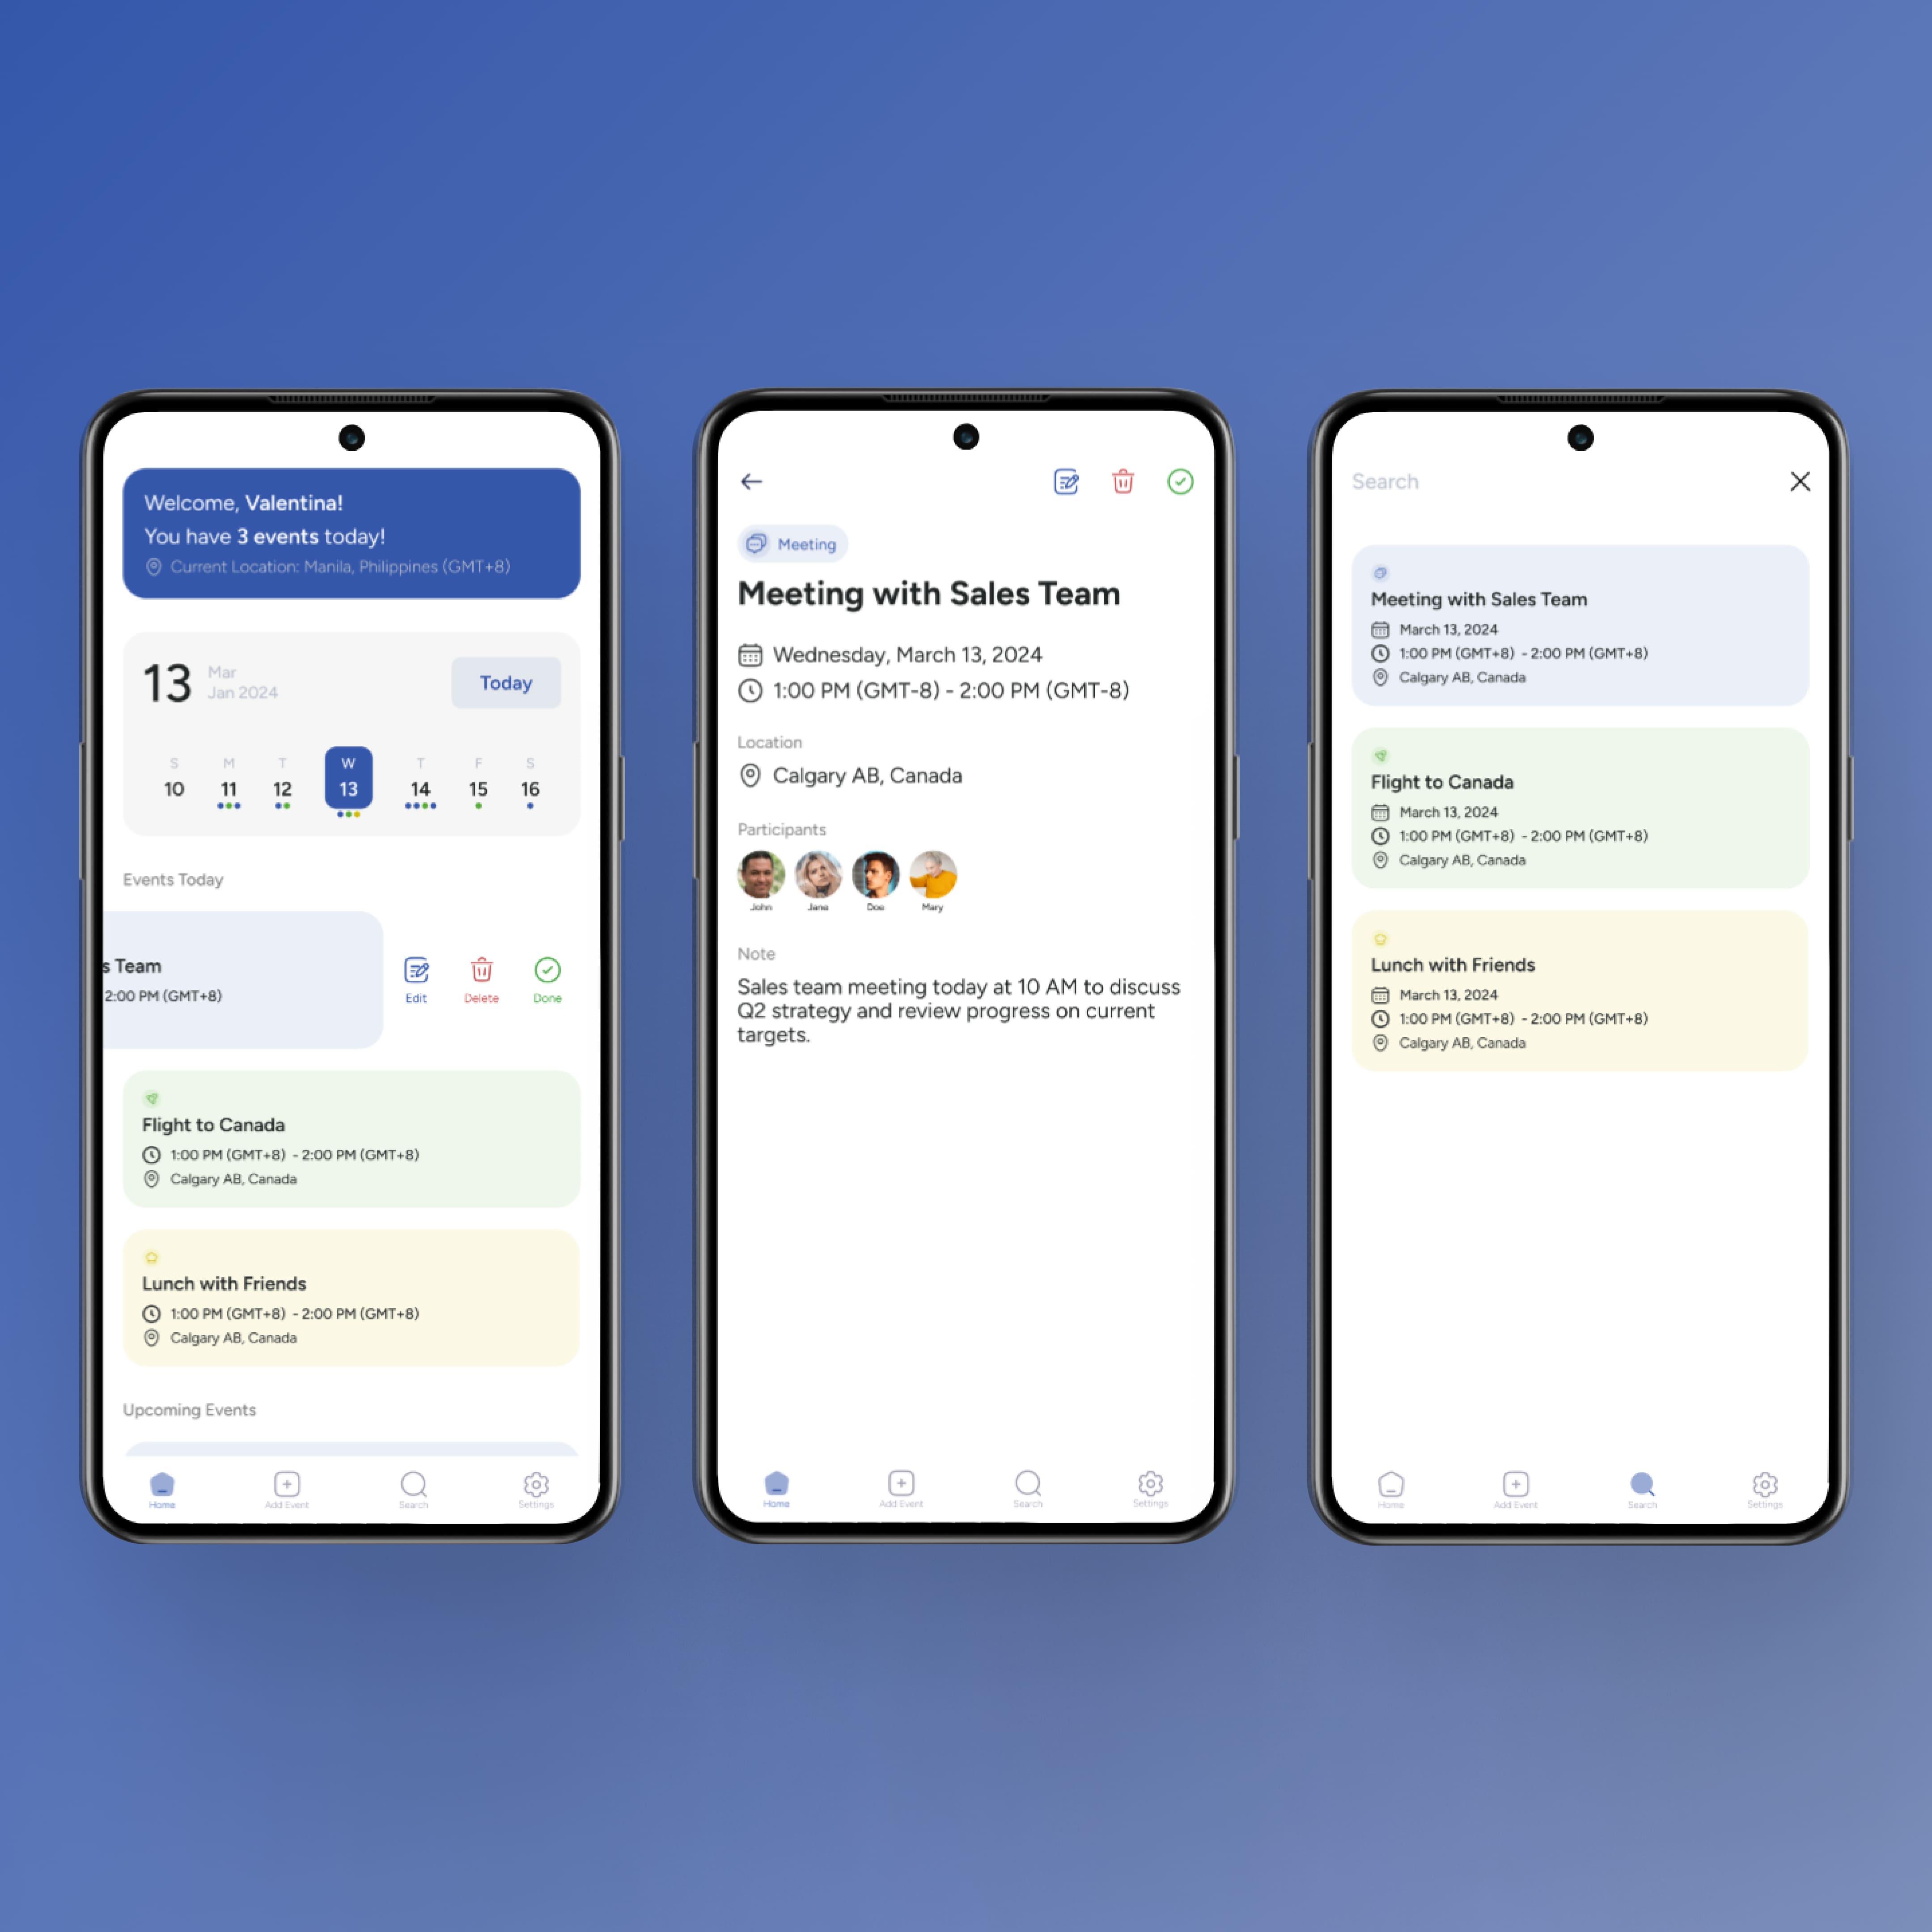 Welcome, Valentina!
You have 3 events today!
Current Location: Manila, Philippines (GMT+8)
13
Mar
Jan 2024
Today
S M T W T F S
10 11 12 13 14 15 16
Events Today
s Team
2:00 PM (GMT+8)
Edit Delete Done
Flight to Canada
1:00 PM (GMT+8) - 2:00 PM (GMT+8)
Calgary AB, Canada
Lunch with Friends
1:00 PM (GMT+8) - 2:00 PM (GMT+8)
Calgary AB, Canada
Upcoming Events
Home Add Event Search Settings
Meeting
Meeting with Sales Team
Wednesday, March 13, 2024
1:00 PM (GMT-8) - 2:00 PM (GMT-8)
Location
Calgary AB, Canada
Participants
John Jane Doe Mary
Note
Sales team meeting today at 10 AM to discuss
Q2 strategy and review progress on current
targets.
Home Add Event Search Settings
Search
Meeting with Sales Team
March 13, 2024
1:00 PM (GMT+8) - 2:00 PM (GMT+8)
Calgary AB, Canada
Flight to Canada
March 13, 2024
1:00 PM (GMT+8) - 2:00 PM (GMT+8)
Calgary AB, Canada
Lunch with Friends
March 13, 2024
1:00 PM (GMT+8) - 2:00 PM (GMT+8)
Calgary AB, Canada
Home Add Event Search Settings